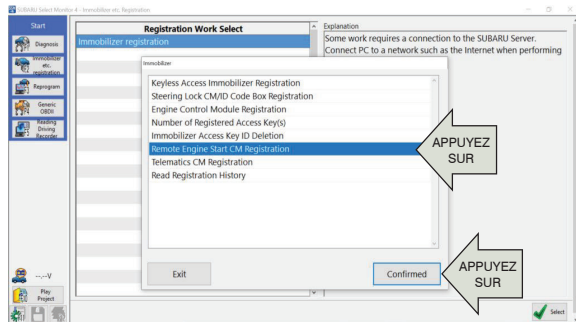 SUBARU Select Monitor 4 - Immobilizer etc. Registration
Start
Diagnosis
Immobilizer
etc.
registration
Reprogram
Generic
OBDII
Reading
Driving
Recorder
--.--V
Play
Project
Registration Work Select
Immobilizer registration
Explanation
Some work requires a connection to the SUBARU Server.
Connect PC to a network such as the Internet when performing
Immobilizer
Keyless Access Immobilizer Registration
Steering Lock CM/ID Code Box Registration
Engine Control Module Registration
Number of Registered Access Key(s)
Immobilizer Access Key ID Deletion
Remote Engine Start CM Registration
Telematics CM Registration
Read Registration History
Exit
Confirmed
APPUYEZ
SUR
APPUYEZ
SUR
Select